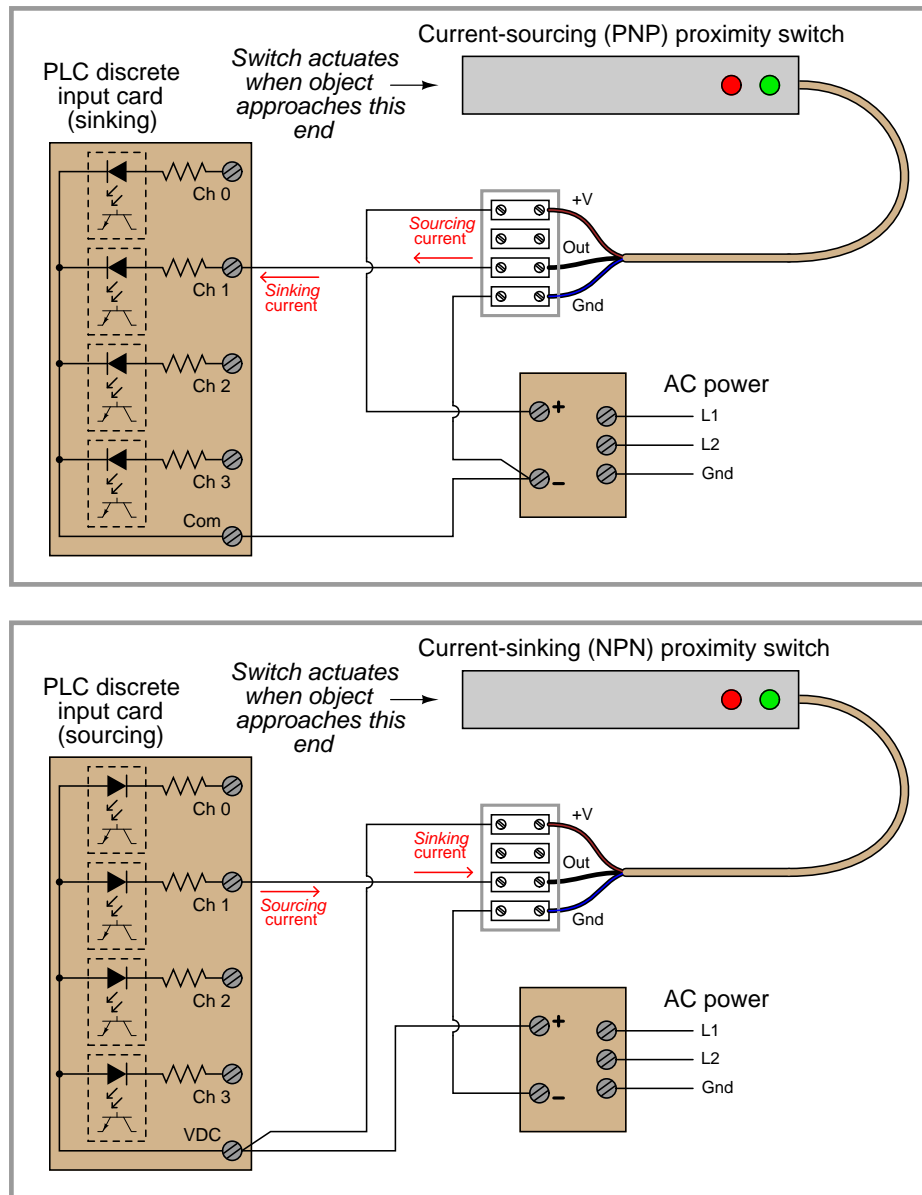 Current-sourcing (PNP) proximity switch
Switch actuates
when object
approaches this
end
PLC discrete
input card
(sinking)
Ch 0
Ch 1
Ch 2
Ch 3
Com
Sourcing
current
Sinking
current
+V
Out
Gnd
+
-
AC power
L1
L2
Gnd
Current-sinking (NPN) proximity switch
Switch actuates
when object
approaches this
end
PLC discrete
input card
(sourcing)
Ch 0
Ch 1
Ch 2
Ch 3
VDC
Sinking
current
Sourcing
current
+V
Out
Gnd
+
-
AC power
L1
L2
Gnd